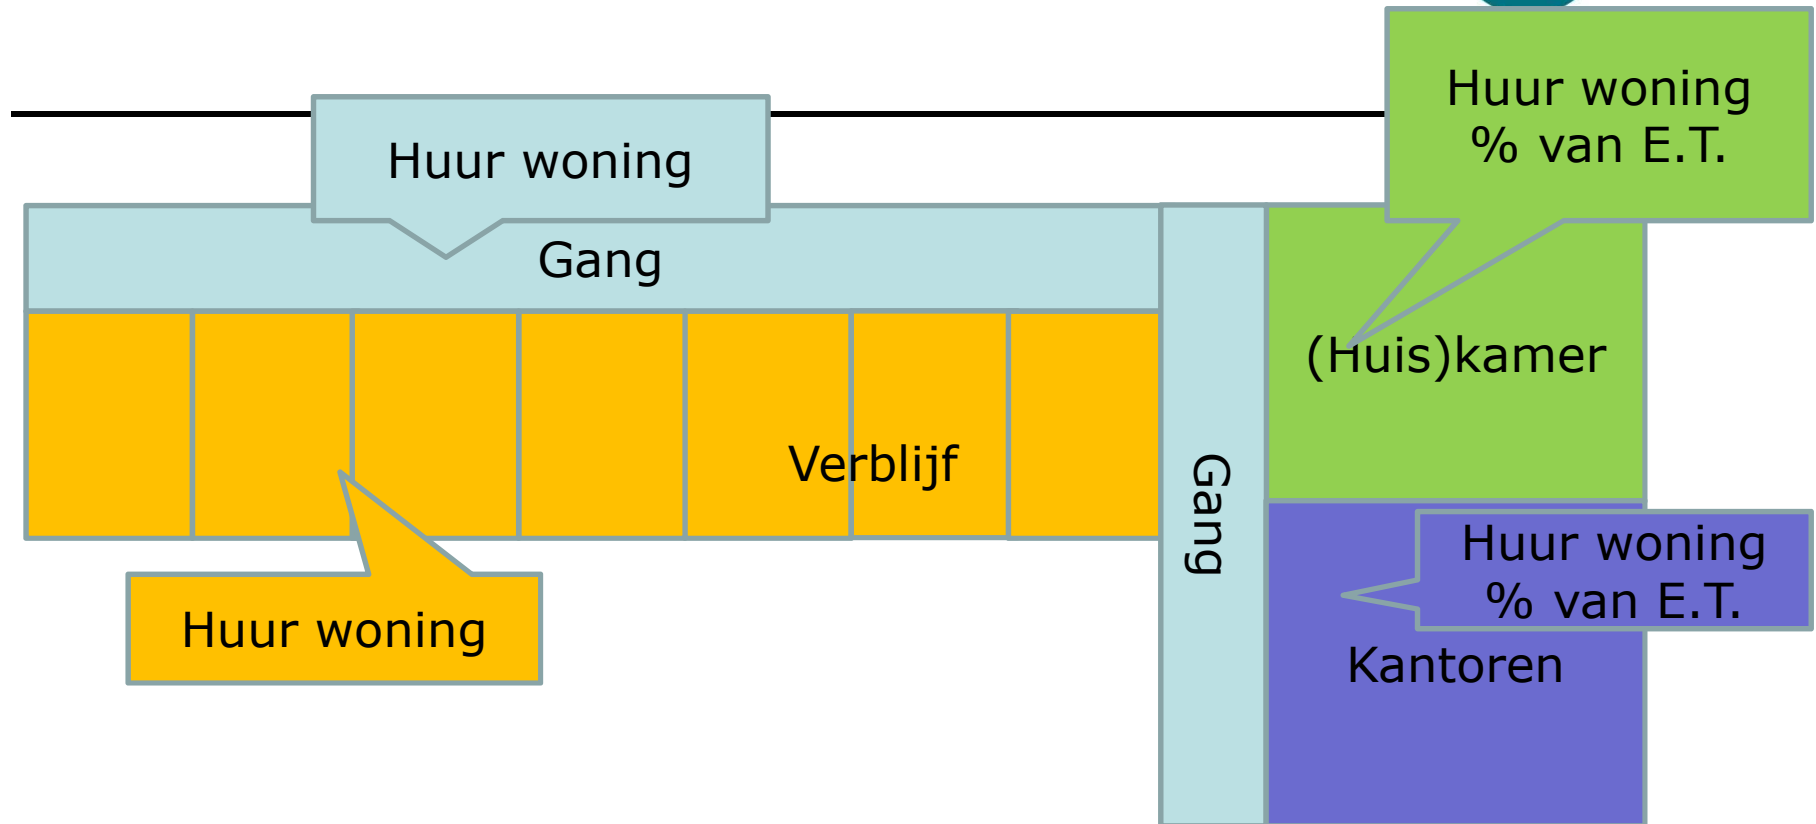 Huur woning
% van E.T.
Huur woning
Gang
(Huis)kamer
Verblijf
Gang
Huur woning
% van E.T.
Huur woning
Kantoren